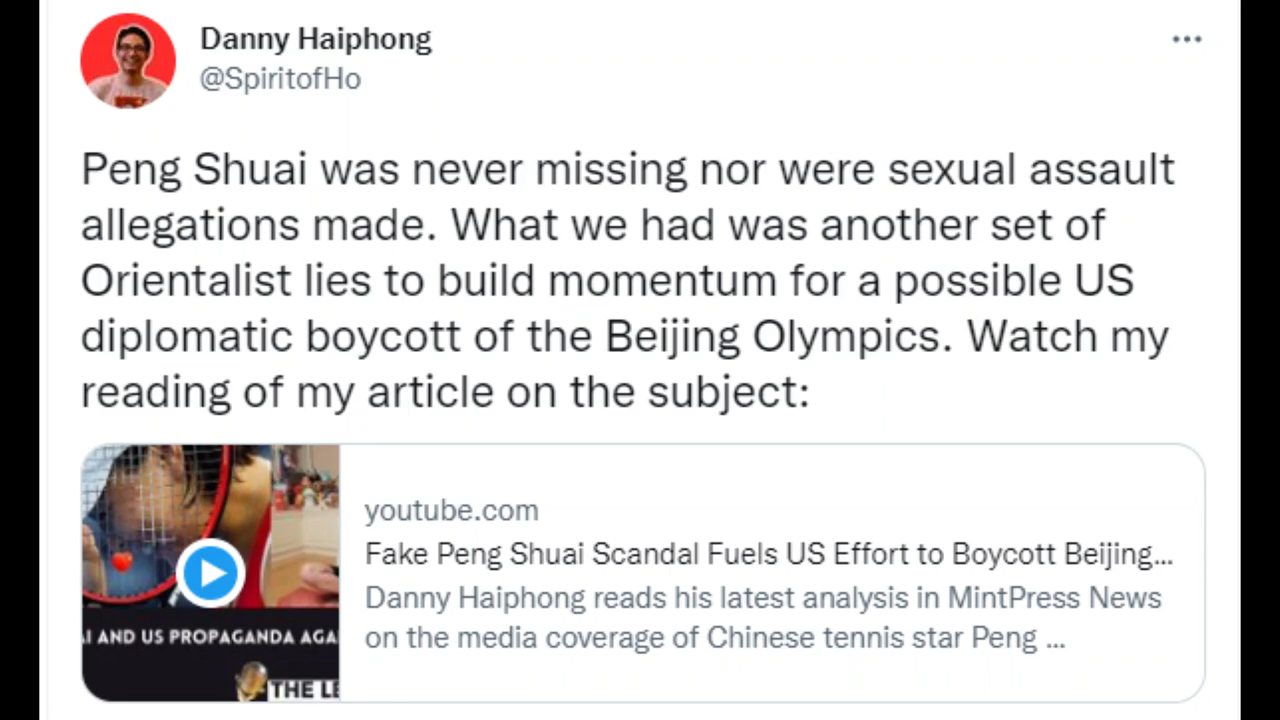 Danny Haiphong
@SpiritofHo
Peng Shuai was never missing nor were sexual assault
allegations made. What we had was another set of
Orientalist lies to build momentum for a possible US
diplomatic boycott of the Beijing Olympics. Watch my
reading of my article on the subject:
youtube.com
Fake Peng Shuai Scandal Fuels US Effort to Boycott Beijing...
Danny Haiphong reads his latest analysis in MintPress News
on the media coverage of Chinese tennis star Peng ...
AND US PROPAGANDA
THE